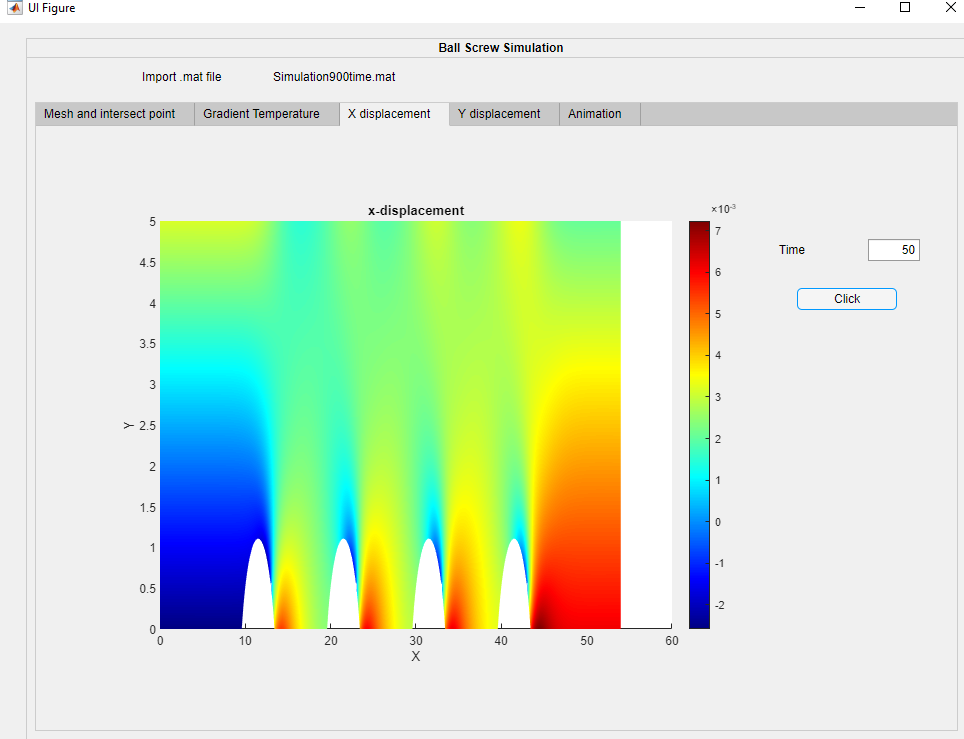 UI Figure
Ball Screw Simulation
Import .mat file Simulation900time.mat
Mesh and intersect point Gradient Temperature X displacement Y displacement Animation
x-displacement
×10⁻³
5
4.5
4
3.5
3
2.5
2
1.5
1
0.5
0
Y
0 10 20 30 40 50 60
X
7
6
5
4
3
2
1
0
-1
-2
Time 50
Click